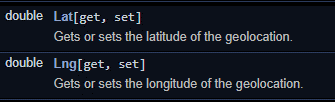 double Lat[get, set]
Gets or sets the latitude of the geolocation.
double Lng[get, set]
Gets or sets the longitude of the geolocation.